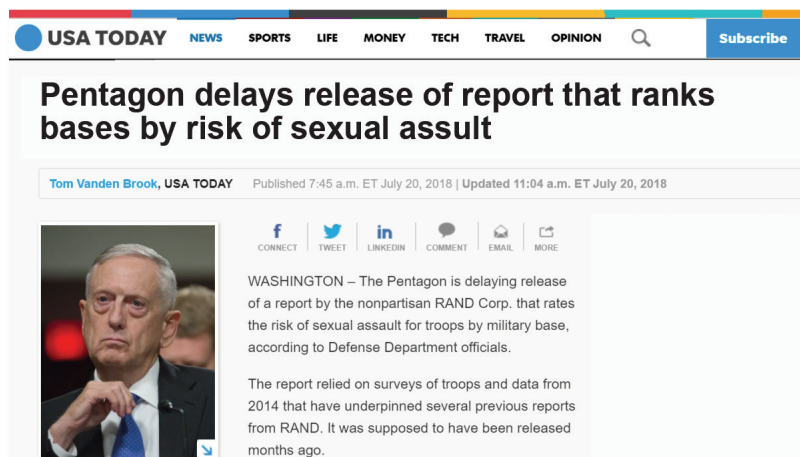 USA TODAY NEWS SPORTS LIFE MONEY TECH TRAVEL OPINION Subscribe
Pentagon delays release of report that ranks
bases by risk of sexual assult
Tom Vanden Brook, USA TODAY Published 7:45 a.m. ET July 20, 2018 | Updated 11:04 a.m. ET July 20, 2018
f in
CONNECT TWEET LINKEDIN COMMENT EMAIL MORE
WASHINGTON – The Pentagon is delaying release
of a report by the nonpartisan RAND Corp. that rates
the risk of sexual assault for troops by military base,
according to Defense Department officials.
The report relied on surveys of troops and data from
2014 that have underpinned several previous reports
from RAND. It was supposed to have been released
months ago.